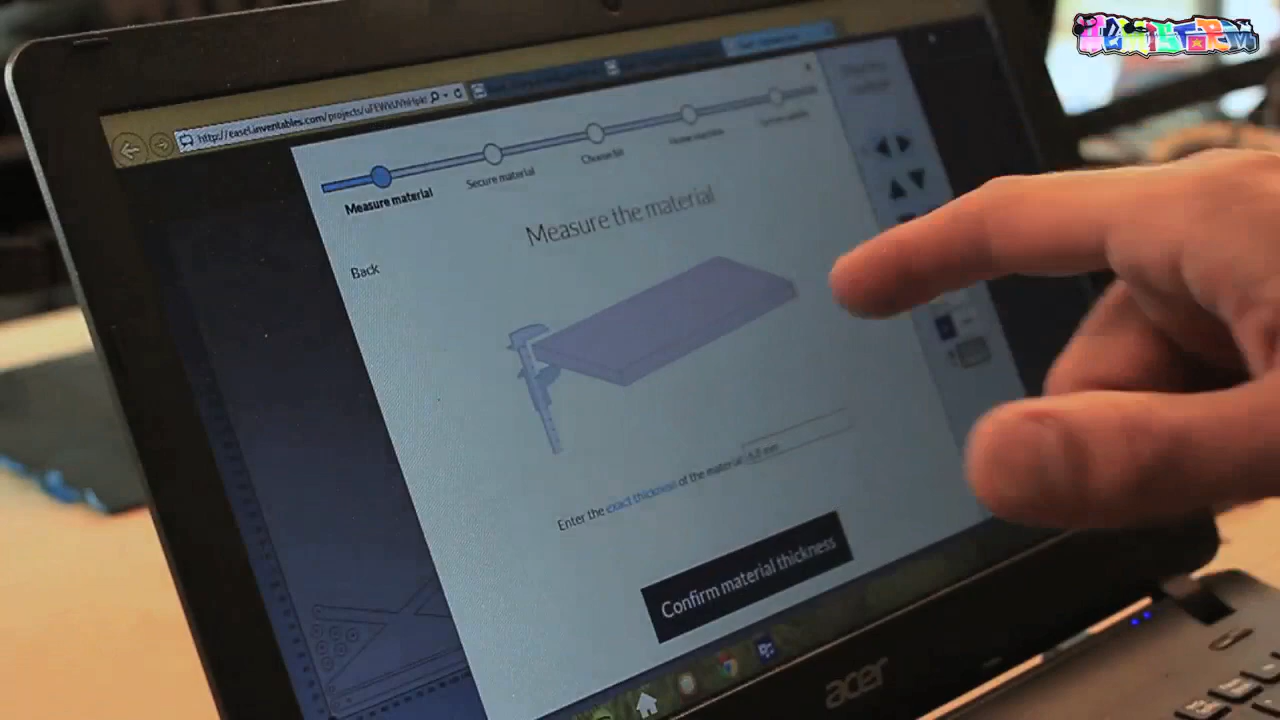 HEMISTORM
http://easel.inventables.com/projects/
Measure material
Secure material
Choose bit
Measure the material
Back
Enter the exact thickness of the material
Confirm material thickness
acer